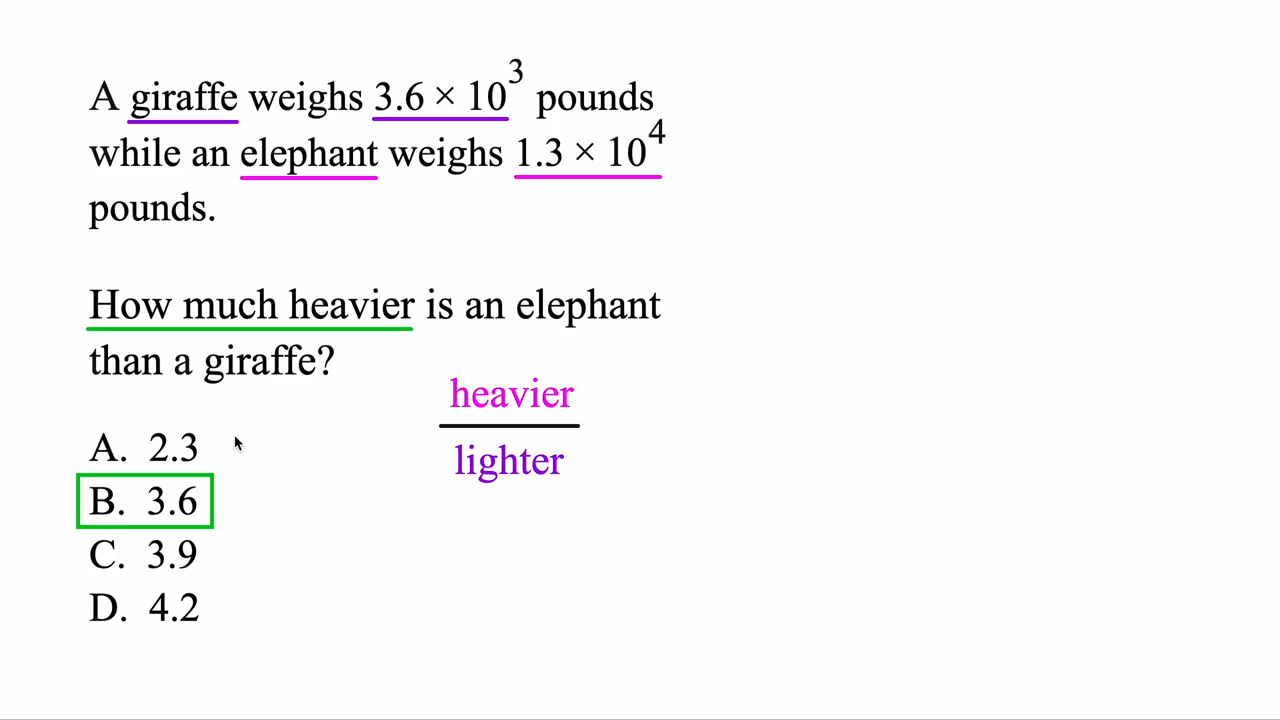 A giraffe weighs 3.6 × 10³ pounds
while an elephant weighs 1.3 × 10⁴
pounds.
How much heavier is an elephant
than a giraffe?
heavier
lighter
A. 2.3
B. 3.6
C. 3.9
D. 4.2